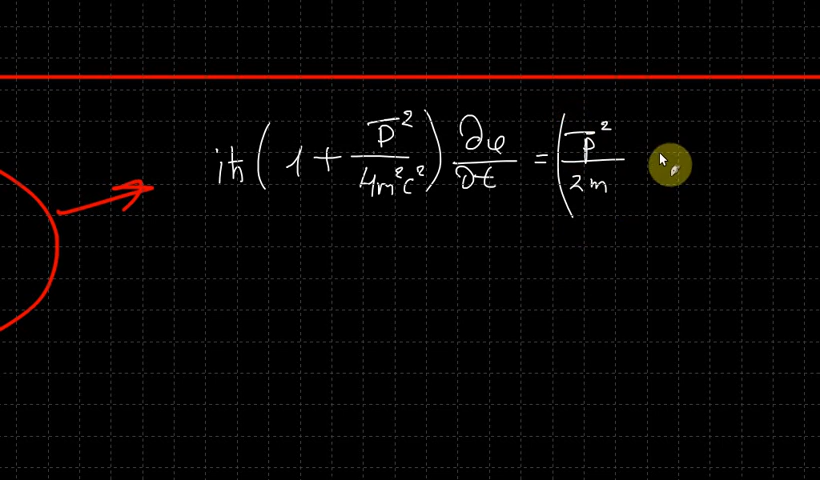 iħ ( 1 + p̅² / 4m²c² ) ∂φ / ∂t = ( p̅² / 2m